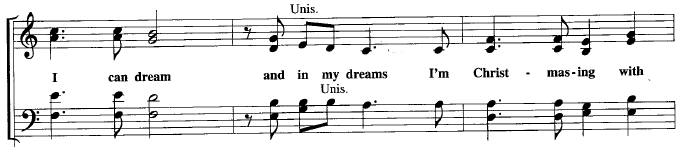 Unis.
I can dream and in my dreams I'm Christ - mas - ing with
Unis.